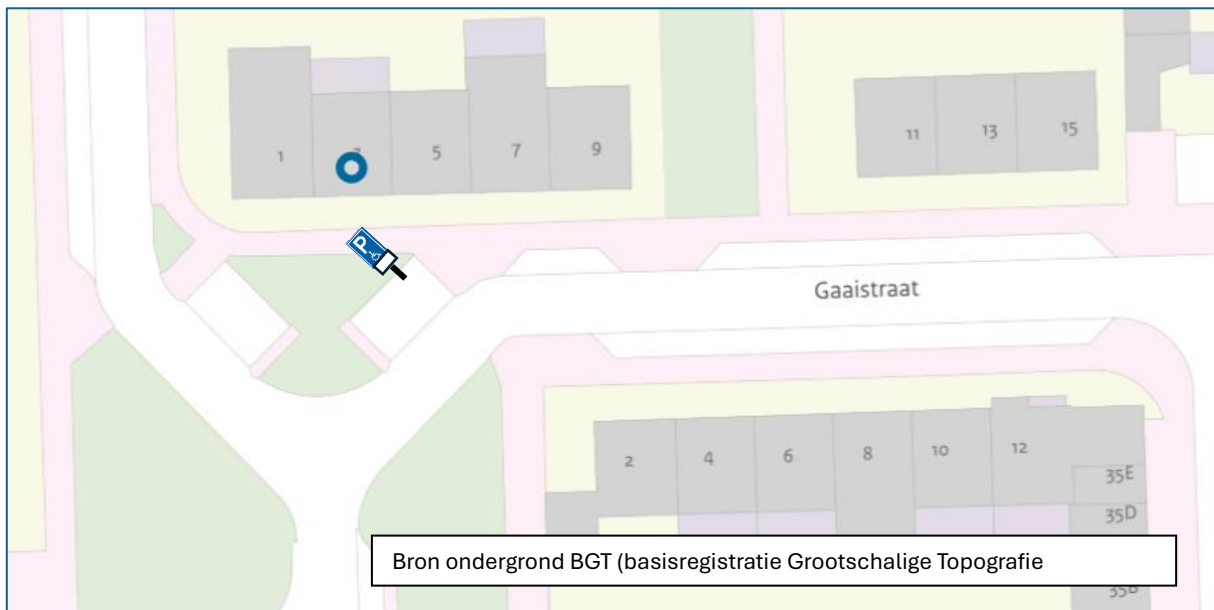 1
5
7
9
11
13
15
P
Gaaistraat
2
4
6
8
10
12
35E
35D
Bron ondergrond BGT (basisregistratie Grootschalige Topografie